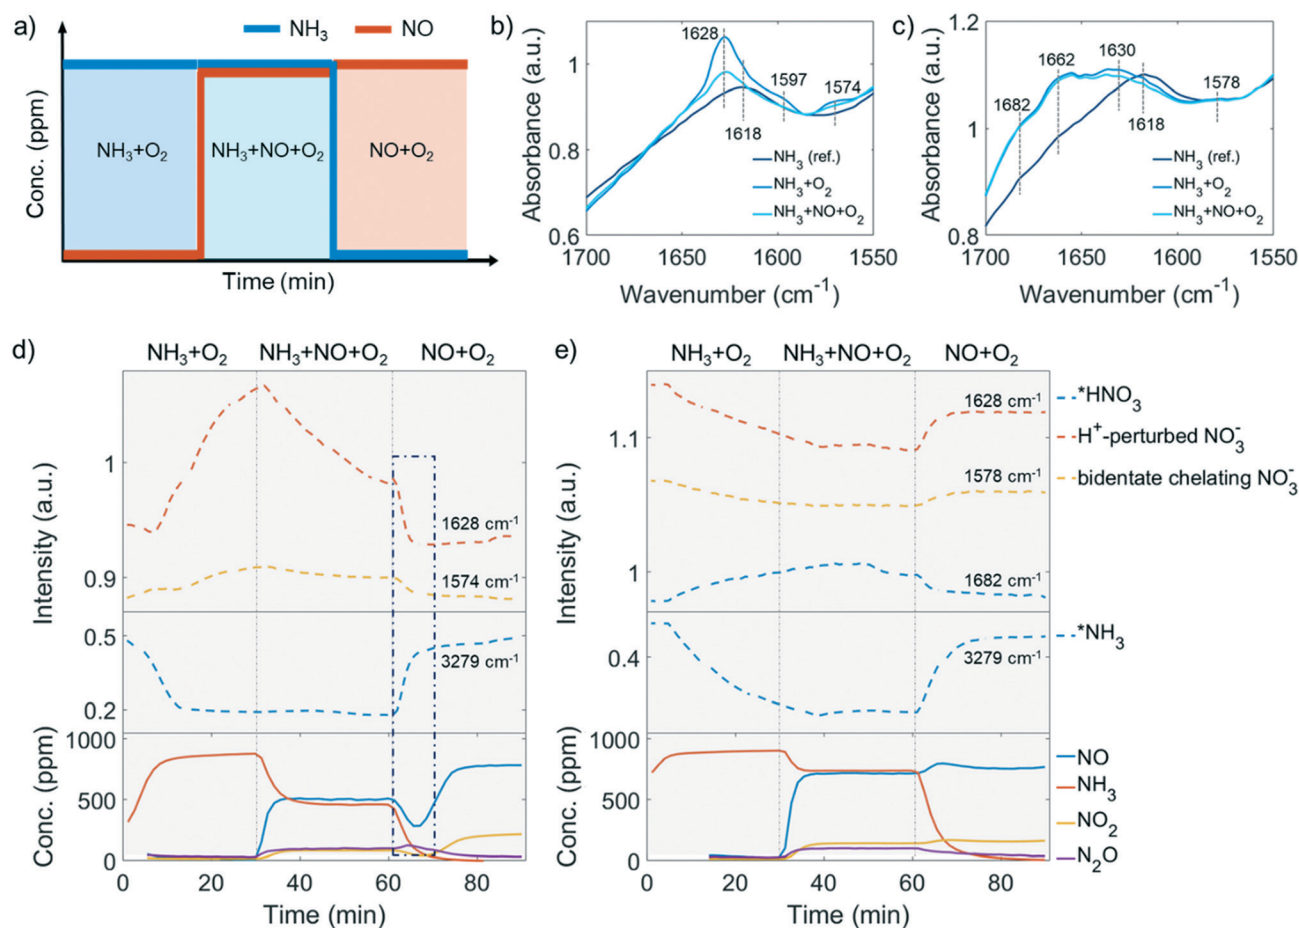 a)
NH₃ NO
Conc. (ppm)
NH₃+O₂
NH₃+NO+O₂
NO+O₂
Time (min)
b)
Absorbance (a.u.)
1
0.8
0.6
1628
1597
1574
1618
NH₃ (ref.)
NH₃+O₂
NH₃+NO+O₂
1700 1650 1600 1550
Wavenumber (cm⁻¹)
c)
Absorbance (a.u.)
1.2
1
0.8
1662
1630
1682
1578
1618
NH₃ (ref.)
NH₃+O₂
NH₃+NO+O₂
1700 1650 1600 1550
Wavenumber (cm⁻¹)
d)
NH₃+O₂ NH₃+NO+O₂ NO+O₂
Intensity (a.u.)
1
0.9
1628 cm⁻¹
1574 cm⁻¹
0.5
0.2
3279 cm⁻¹
Conc. (ppm)
1000
500
0
0 20 40 60 80
Time (min)
e)
NH₃+O₂ NH₃+NO+O₂ NO+O₂
Intensity (a.u.)
1.1
1
1628 cm⁻¹
1578 cm⁻¹
1682 cm⁻¹
0.4
3279 cm⁻¹
Conc. (ppm)
1000
500
0
0 20 40 60 80
Time (min)
*HNO₃
H⁺-perturbed NO₃⁻
bidentate chelating NO₃⁻
*NH₃
NO
NH₃
NO₂
N₂O